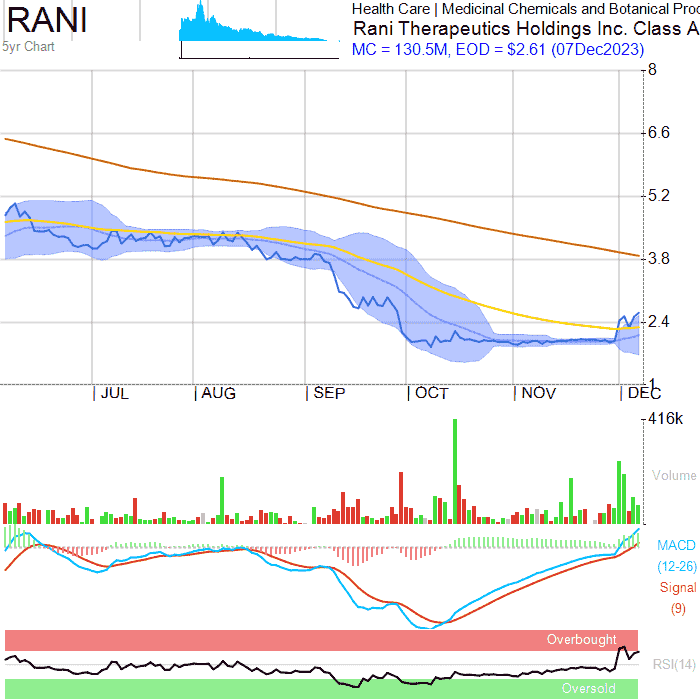 RANI
5yr Chart
Health Care | Medicinal Chemicals and Botanical Pro
Rani Therapeutics Holdings Inc. Class A
MC = 130.5M, EOD = $2.61 (07Dec2023)
8
6.6
5.2
3.8
2.4
1
JUL AUG SEP OCT NOV DEC
416k
Volume
MACD
(12-26)
Signal
(9)
Overbought
RSI(14)
Oversold